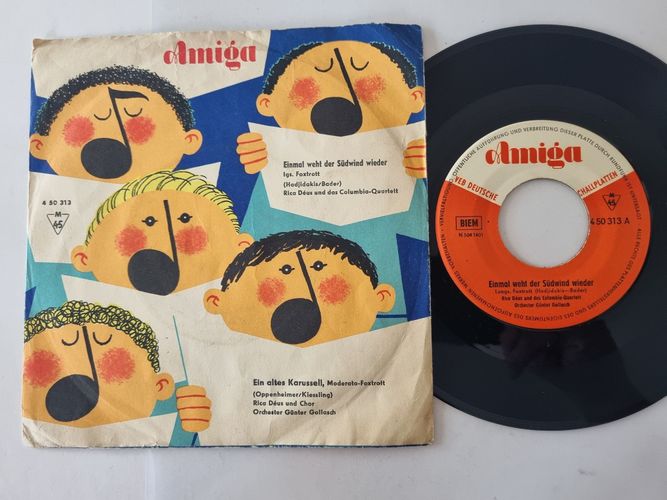 Amiga
Einmal weht der Südwind wieder
lgs. Foxtrott
(Hadjidakis/Bader)
Rica Déus und das Columbia-Quartett
4 50 313
M
45
Ein altes Karussell, Moderato-Foxtrott
(Oppenheimer/Kiessling)
Rica Déus und Chor
Orchester Günter Gollasch
Amiga
VEB DEUTSCHE
SCHALLPLATTEN
BIEM
4 50 313 A
M
45
Einmal weht der Südwind wieder
Langs. Foxtrott (Hadjidakis—Bader)
Rica Déus und das Columbia-Quartett
Orchester Günter Gollasch